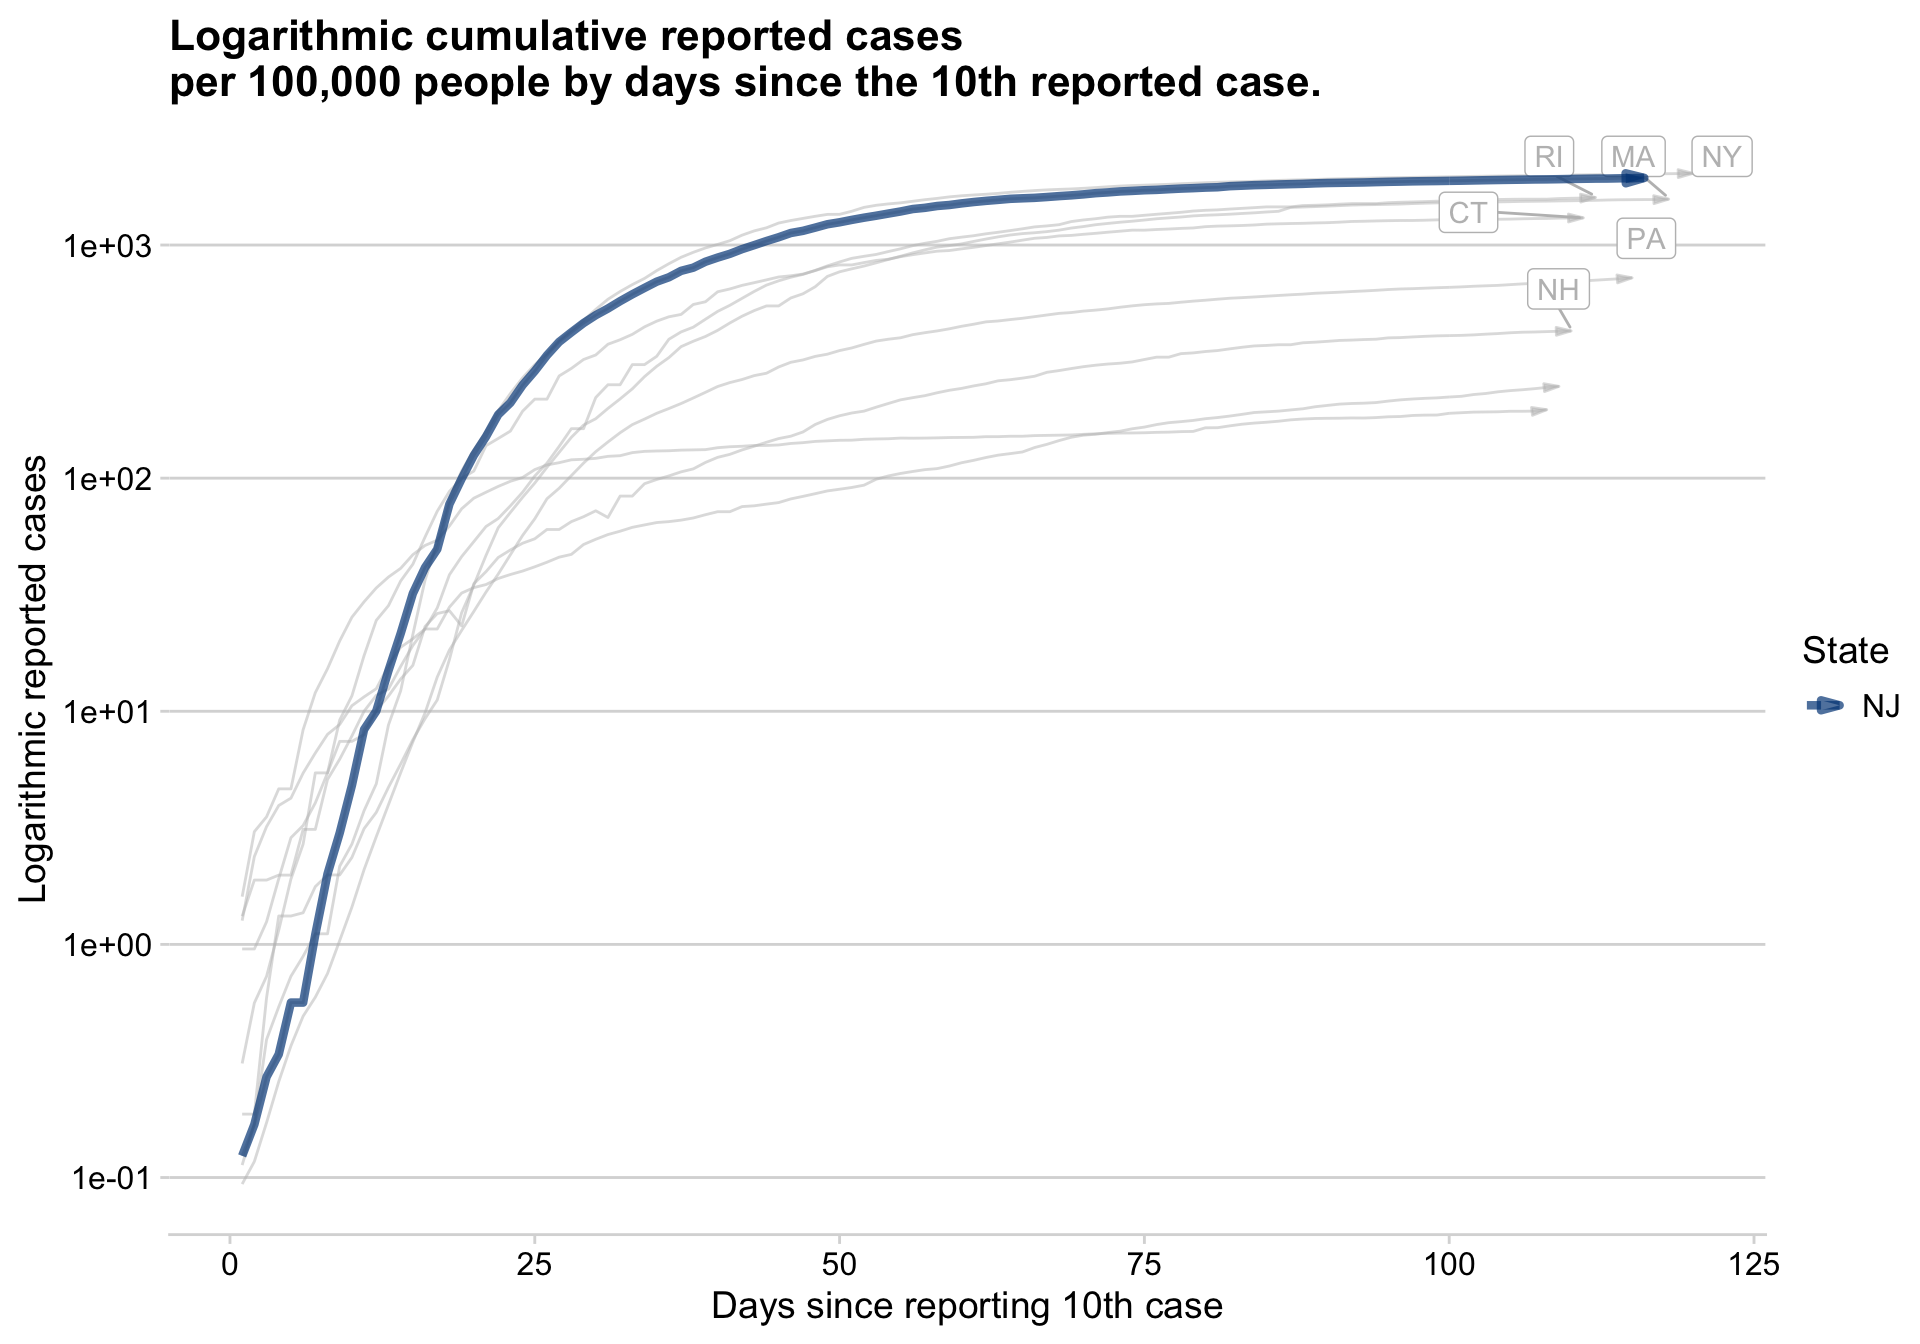 Logarithmic cumulative reported cases
per 100,000 people by days since the 10th reported case.
RI
MA
NY
CT
PA
NH
1e+03
1e+02
1e+01
1e+00
1e-01
Logarithmic reported cases
0
25
50
75
100
125
Days since reporting 10th case
State
NJ